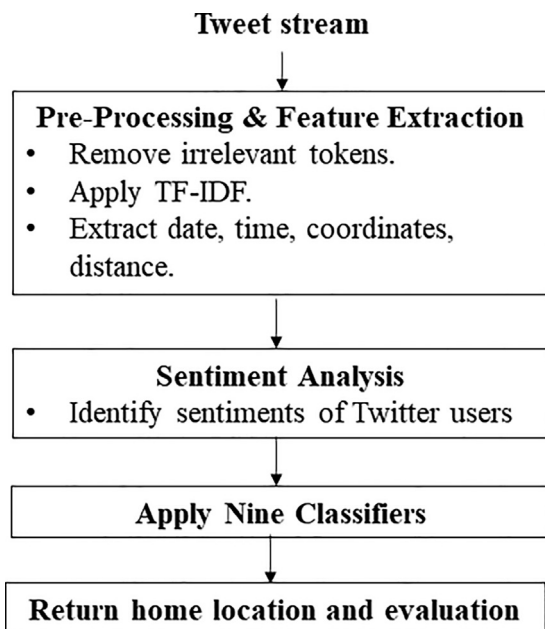 Tweet stream
Pre-Processing & Feature Extraction
• Remove irrelevant tokens.
• Apply TF-IDF.
• Extract date, time, coordinates,
distance.
Sentiment Analysis
• Identify sentiments of Twitter users
Apply Nine Classifiers
Return home location and evaluation